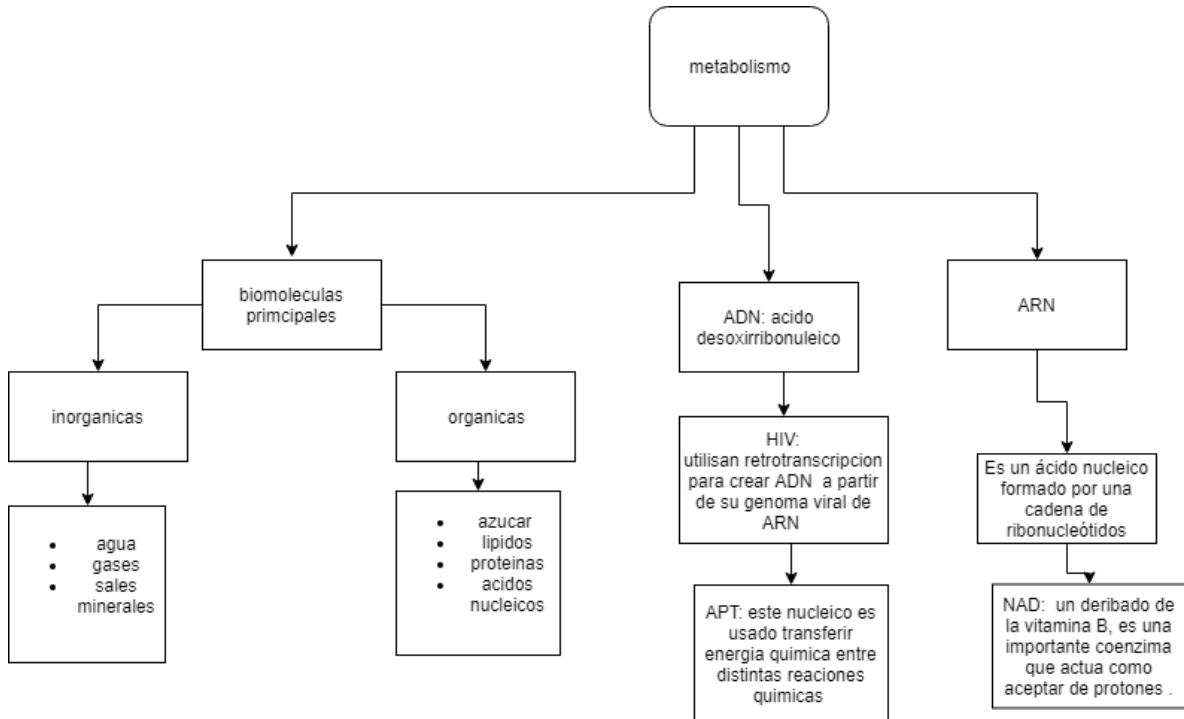 metabolismo
biomoleculas
primcipales
inorganicas
agua
gases
sales
minerales
organicas
azucar
lipidos
proteinas
acidos
nucleicos
ADN: acido
desoxirribonuleico
HIV:
utilisan retrotranscripcion
para crear ADN a partir
de su genoma viral de
ARN
APT: este nucleico es
usado transferir
energia quimica entre
distintas reaciones
quimicas
ARN
Es un ácido nucleico
formado por una
cadena de
ribonucleótidos
NAD: un deribado de
la vitamina B, es una
importante coenzima
que actua como
aceptar de protones .